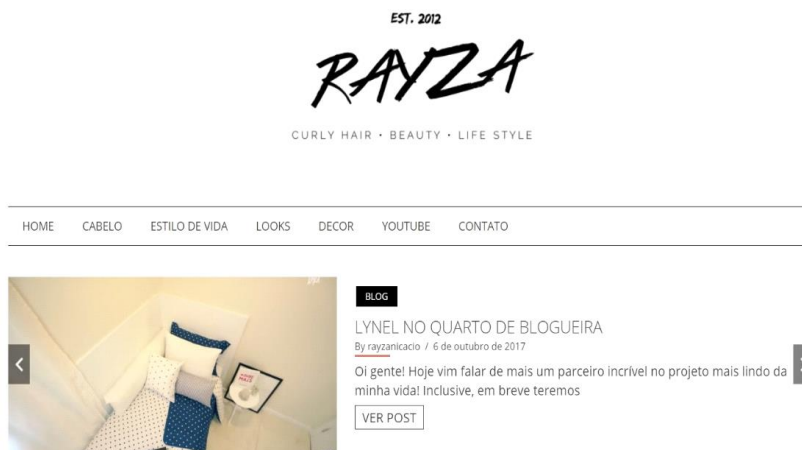 EST. 2012
RAYZA
CURLY HAIR • BEAUTY • LIFE STYLE
HOME CABELO ESTILO DE VIDA LOOKS DECOR YOUTUBE CONTATO
BLOG
LYNEL NO QUARTO DE BLOGUEIRA
By rayzanicacio / 6 de outubro de 2017
Oi gente! Hoje vim falar de mais um parceiro incrível no projeto mais lindo da
minha vida! Inclusive, em breve teremos
VER POST